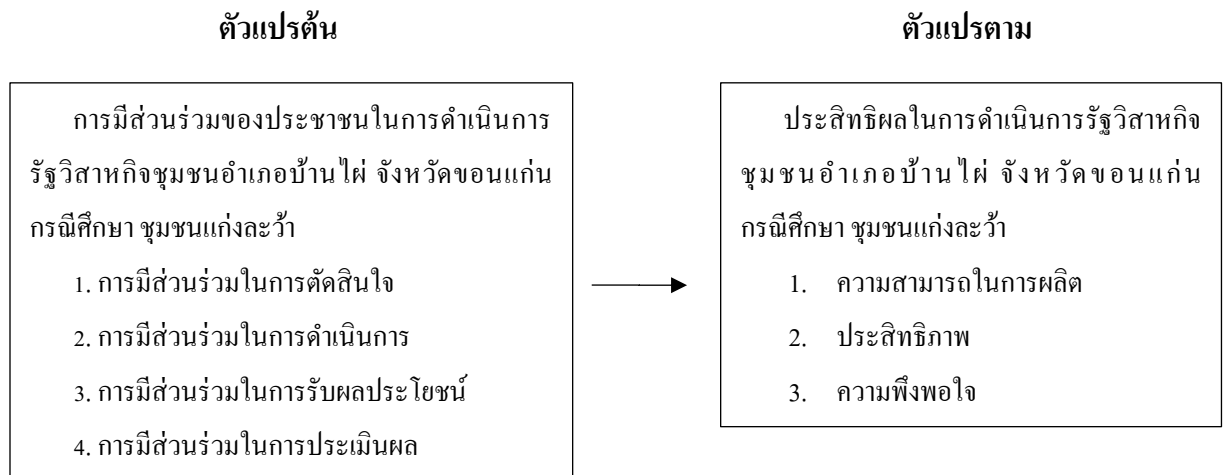 ตัวแปรต้น
การมีส่วนร่วมของประชาชนในการดำเนินการ
รัฐวิสาหกิจชุมชนอำเภอบ้านไผ่ จังหวัดขอนแก่น
กรณีศึกษา ชุมชนแก่งละว้า
1. การมีส่วนร่วมในการตัดสินใจ
2. การมีส่วนร่วมในการดำเนินการ
3. การมีส่วนร่วมในการรับผลประโยชน์
4. การมีส่วนร่วมในการประเมินผล
ตัวแปรตาม
ประสิทธิผลในการดำเนินการรัฐวิสาหกิจ
ชุมชนอำเภอบ้านไผ่ จังหวัดขอนแก่น
กรณีศึกษา ชุมชนแก่งละว้า
1. ความสามารถในการผลิต
2. ประสิทธิภาพ
3. ความพึงพอใจ